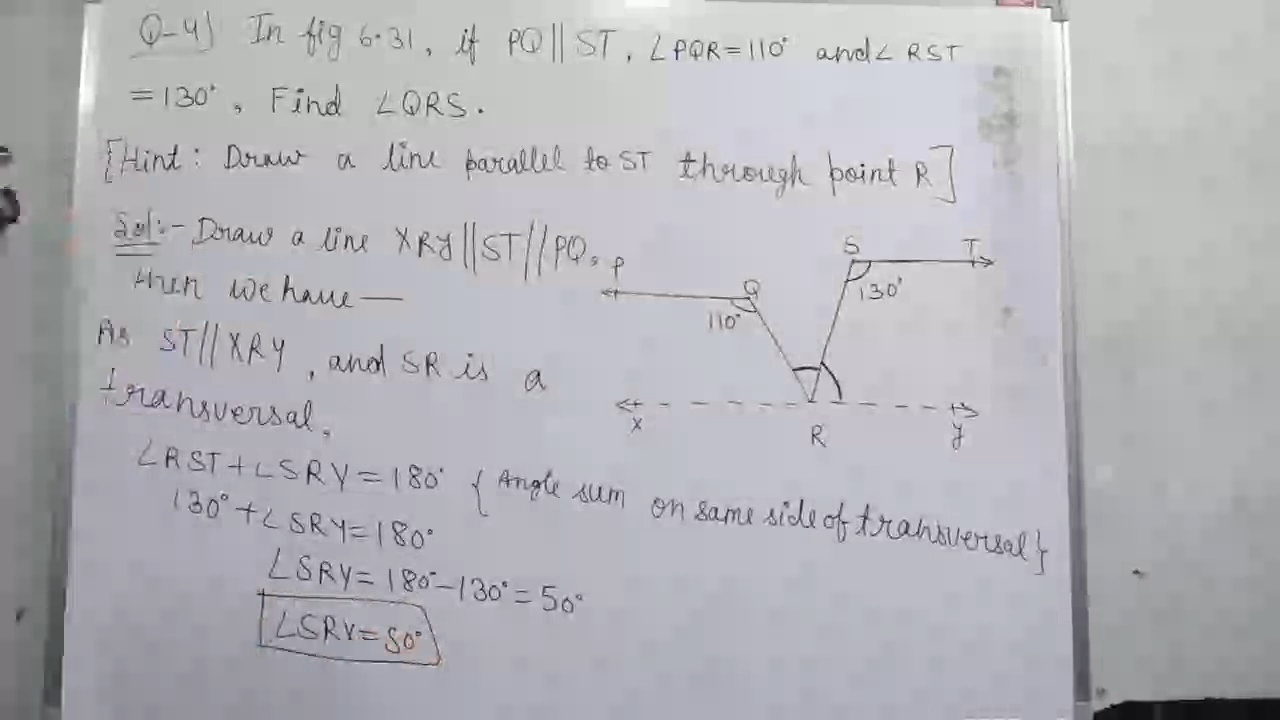 Q-4) In fig 6.31, if PQ || ST, ∠PQR = 110° and ∠RST
= 130°, Find ∠QRS.
[Hint: Draw a line parallel to ST through point R]
Sol:- Draw a line XRY || ST // PQ,
then we have —
As ST // XRY, and SR is a
transversal,
∠RST + ∠SRY = 180° { Angle sum on same side of transversal}
130° + ∠SRY = 180°
∠SRY = 180° - 130° = 50°
∠SRY = 50°
S T
130°
P Q
110°
X R Y